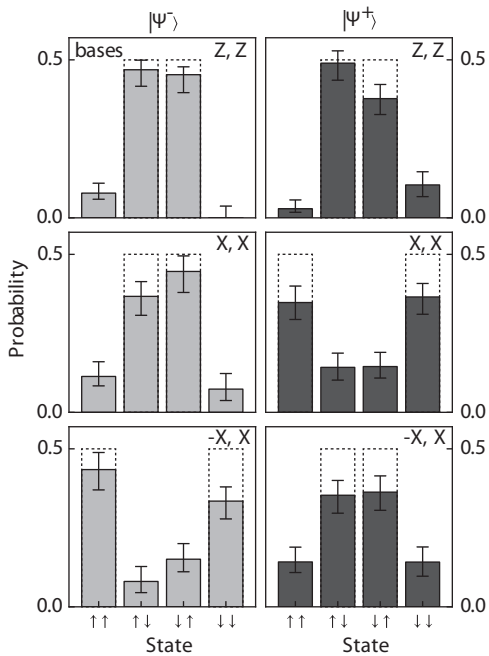 |Ψ⁻⟩ |Ψ⁺⟩
bases Z, Z Z, Z
0.5 0.5
0.0 0.0
X, X X, X
0.5 0.5
Probability
0.0 0.0
-X, X -X, X
0.5 0.5
0.0 0.0
↑↑ ↑↓ ↓↑ ↓↓ ↑↑ ↑↓ ↓↑ ↓↓
State State